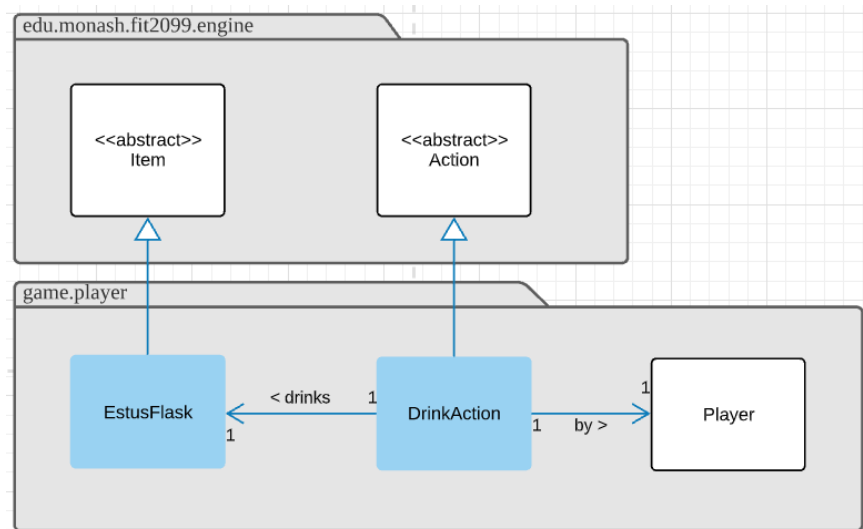 edu.monash.fit2099.engine
<<abstract>>
Item
<<abstract>>
Action
game.player
EstusFlask
1
< drinks
1
DrinkAction
1
by >
1
Player